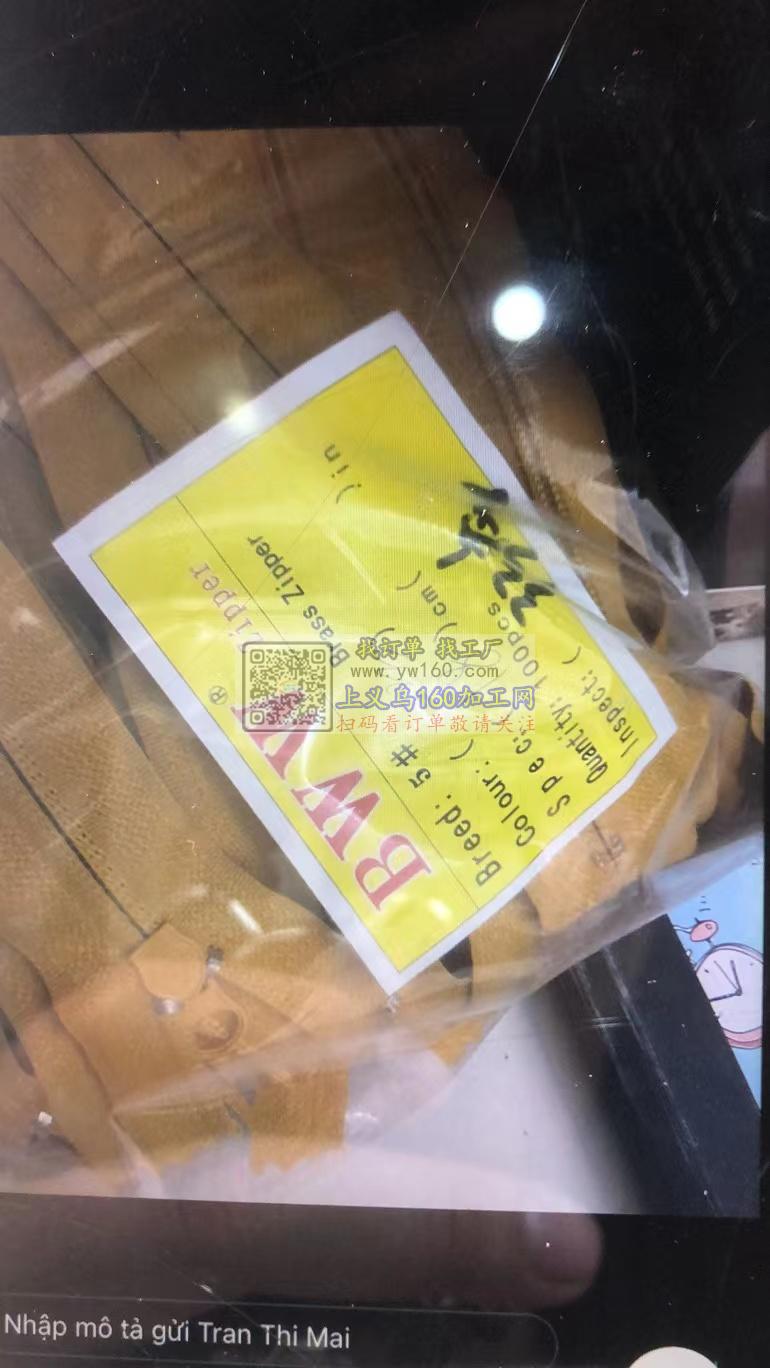 BWW® Zipper
Breed: 5# Brass Zipper
Colour: ( )
Spec: ( )cm ( )in
Quantity: 100pcs
Inspect: (
找订单 找工厂
www.yw160.com
上义乌160加工网
扫码看订单敬请关注
Nhập mô tả gửi Tran Thi Mai